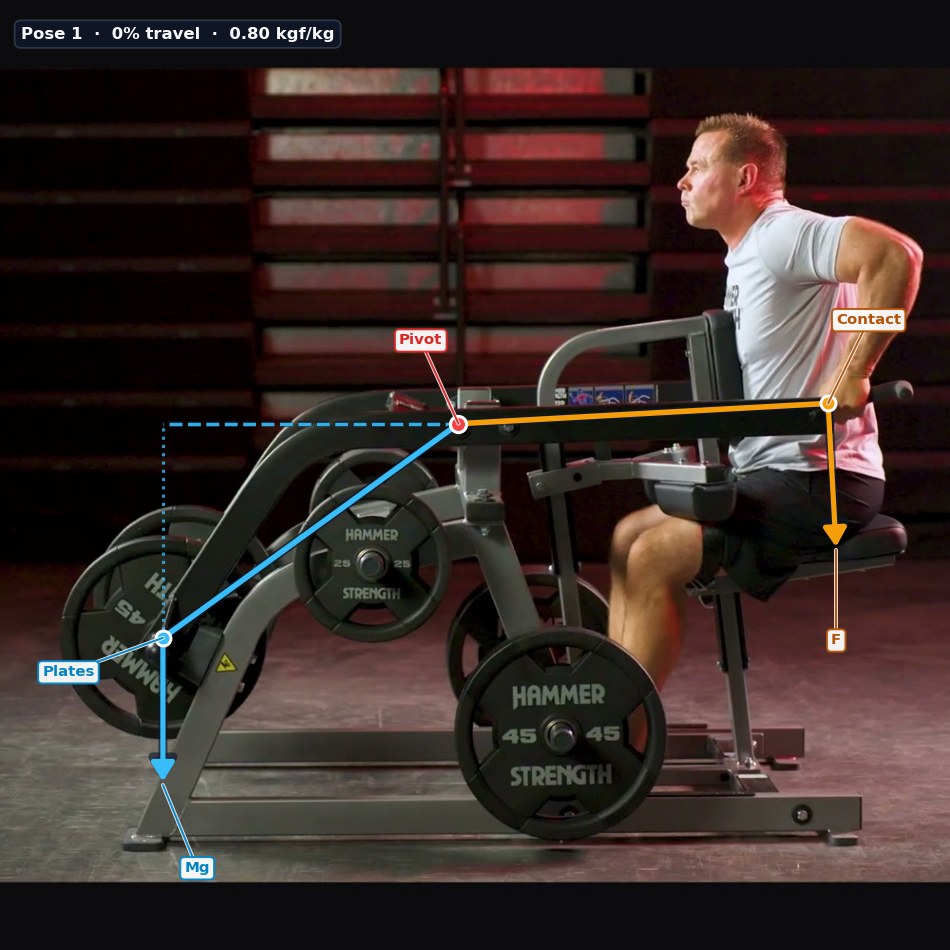 Pose 1 · 0% travel · 0.80 kgf/kg
Contact
Pivot
HAMMER
25 25
STRENGTH
45
HAMMER
Plates
F
HAMMER
45 45
STRENGTH
Mg